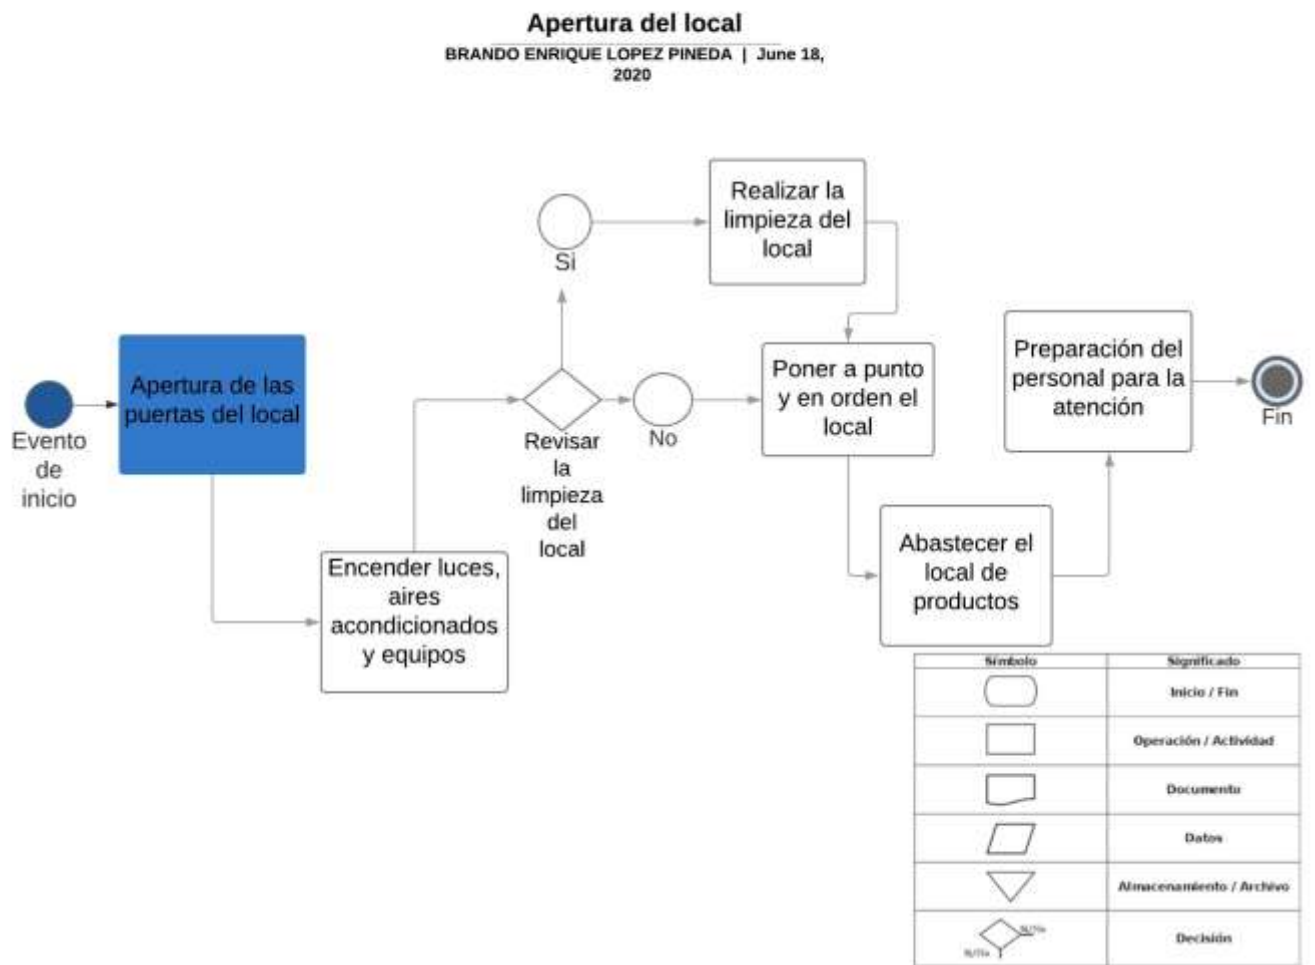 Apertura del local
BRANDO ENRIQUE LOPEZ PINEDA | June 18,
2020
Evento
de
inicio
Apertura de las
puertas del local
Encender luces,
aires
acondicionados
y equipos
Revisar
la
limpieza
del
local
Si
No
Realizar la
limpieza del
local
Poner a punto
y en orden el
local
Abastecer el
local de
productos
Preparación del
personal para la
atención
Fin
Símbolo Significado
Inicio / Fin
Operación / Actividad
Documento
Datos
Almacenamiento / Archivo
Decisión